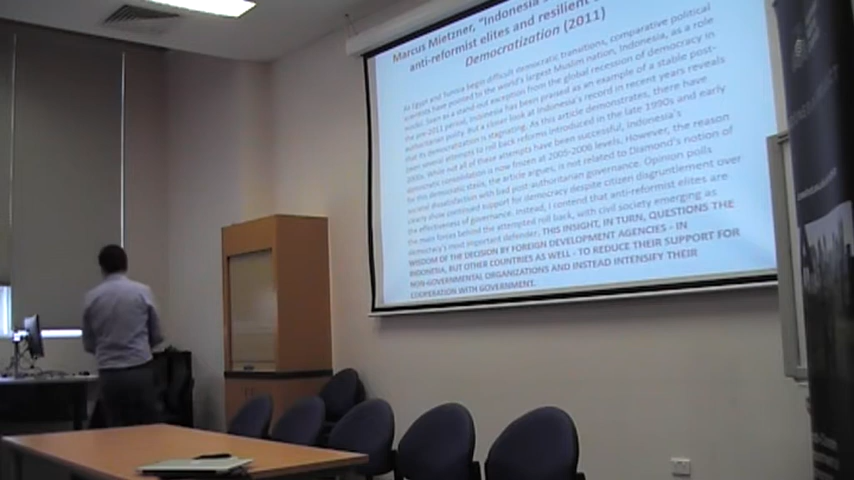 Marcus Mietzner, "Indonesia
anti-reformist elites and resilient
Democratization (2011)
As Egypt and Tunisia begin difficult democratic transitions, comparative political
scientists have pointed to the world's largest Muslim nation, Indonesia, as a role
model. Seen as a stand-out exception from the global recession of democracy in
the pre-2011 period, Indonesia has been praised as an example of a stable post-
authoritarian polity. But a closer look at Indonesia's record in recent years reveals
that its democratization is stagnating. As this article demonstrates, there have
been several attempts to roll back reforms introduced in the late 1990s and early
2000s. While not all of these attempts have been successful, Indonesia's
democratic consolidation is now frozen at 2005-2006 levels. However, the reason
for this democratic stasis, the article argues, is not related to Diamond's notion of
societal dissatisfaction with bad post-authoritarian governance. Opinion polls
clearly show continued support for democracy despite citizen disgruntlement over
the effectiveness of governance. Instead, I contend that anti-reformist elites are
the main forces behind the attempted roll back, with civil society emerging as
democracy's most important defender. THIS INSIGHT, IN TURN, QUESTIONS THE
WISDOM OF THE DECISION BY FOREIGN DEVELOPMENT AGENCIES - IN
INDONESIA, BUT OTHER COUNTRIES AS WELL - TO REDUCE THEIR SUPPORT FOR
NON-GOVERNMENTAL ORGANIZATIONS AND INSTEAD INTENSIFY THEIR
COOPERATION WITH GOVERNMENT.